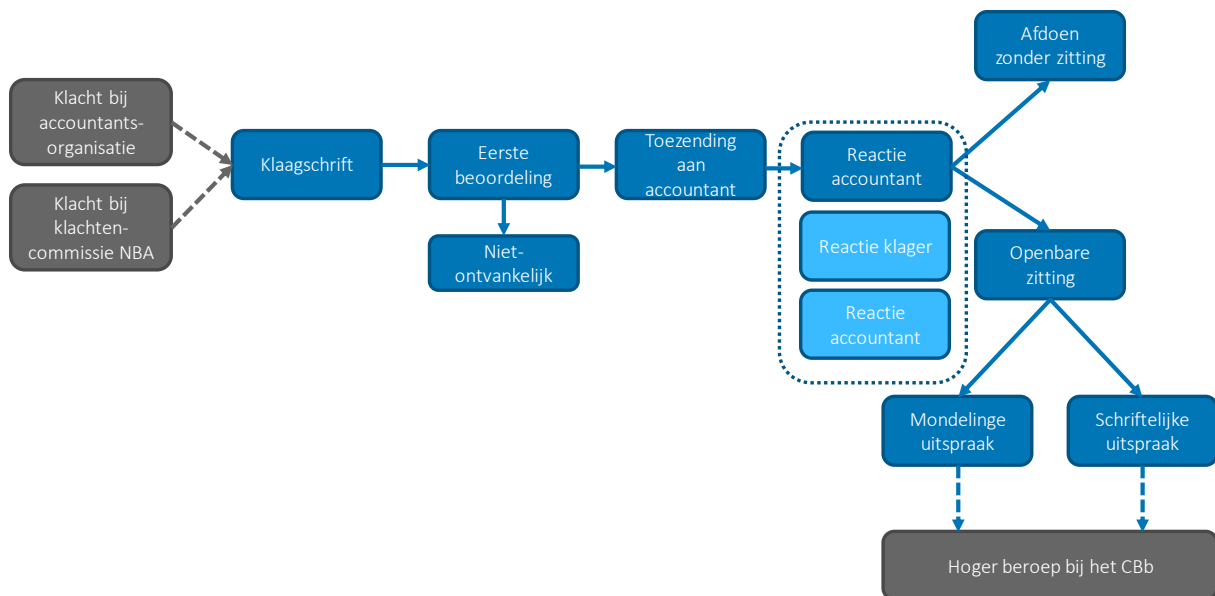 Klacht bij
accountants-
organisatie
Klacht bij
klachten-
commissie NBA
Klaagschrift
Eerste
beoordeling
Niet-
ontvankelijk
Toezending
aan
accountant
Reactie
accountant
Reactie klager
Reactie
accountant
Afdoen
zonder zitting
Openbare
zitting
Mondelinge
uitspraak
Schriftelijke
uitspraak
Hoger beroep bij het CBb